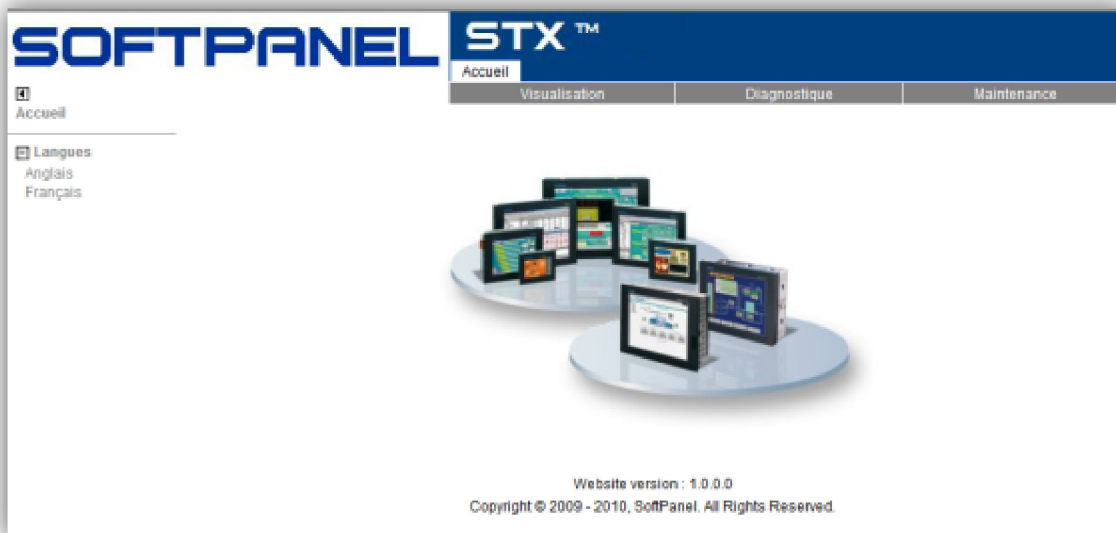 SOFTPANEL
STX ™
Accueil
Visualisation
Diagnostique
Maintenance
Accueil
Langues
Anglais
Français
Website version : 1.0.0.0
Copyright © 2009 - 2010, SoftPanel. All Rights Reserved.